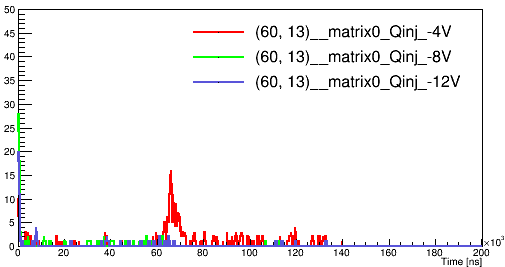 50
(60, 13)__matrix0_Qinj_-4V
45
(60, 13)__matrix0_Qinj_-8V
40
(60, 13)__matrix0_Qinj_-12V
35
30
25
20
15
10
5
0
0 20 40 60 80 100 120 140 160 180 200
×10³
Time [ns]